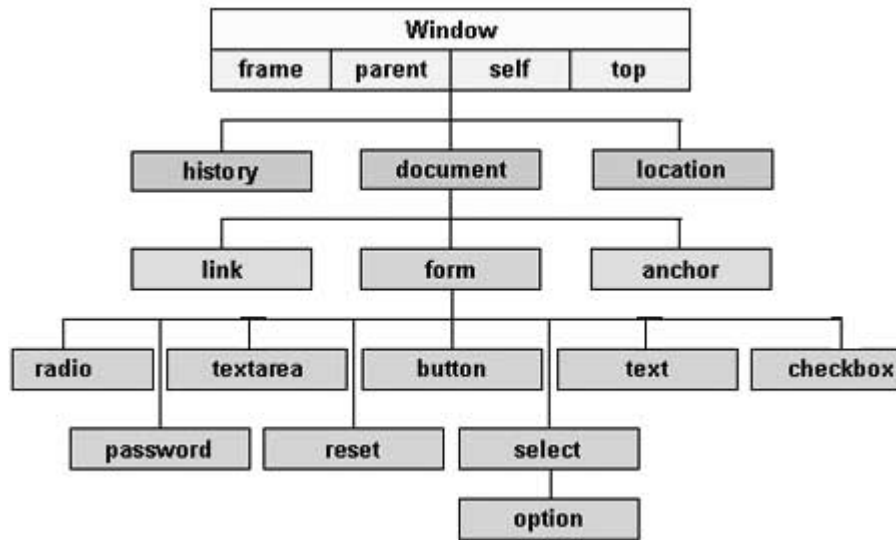 Window
frame parent self top
history document location
link form anchor
radio textarea button text checkbox
password reset select
option